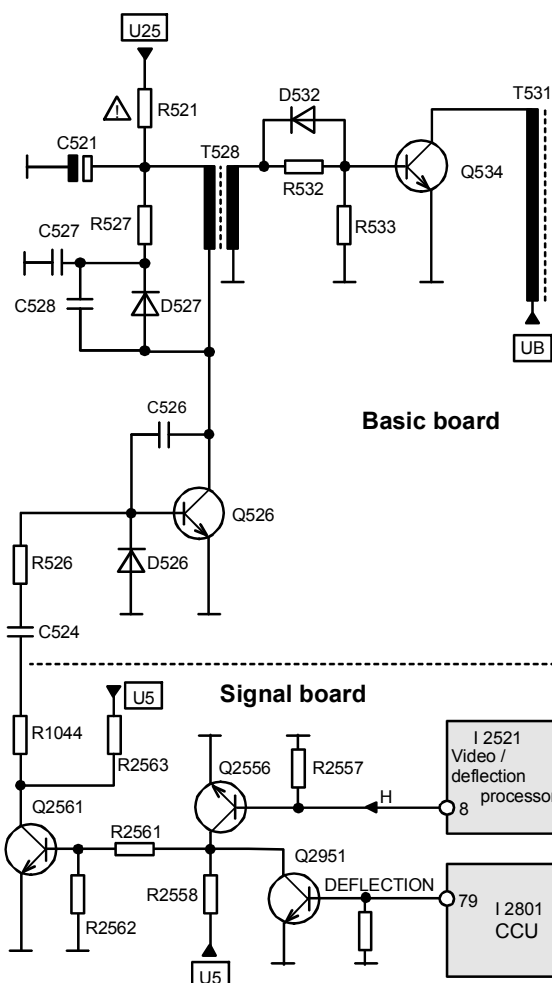 U25
R521
D532
T531
C521
T528
Q534
R532
R527
R533
C527
C528
D527
UB
C526
Basic board
Q526
R526
D526
C524
Signal board
U5
R1044
R2563
Q2556
R2557
I 2521
Video /
deflection
processor
H
8
Q2561
R2561
Q2951
DEFLECTION
79
I 2801
CCU
R2562
R2558
U5